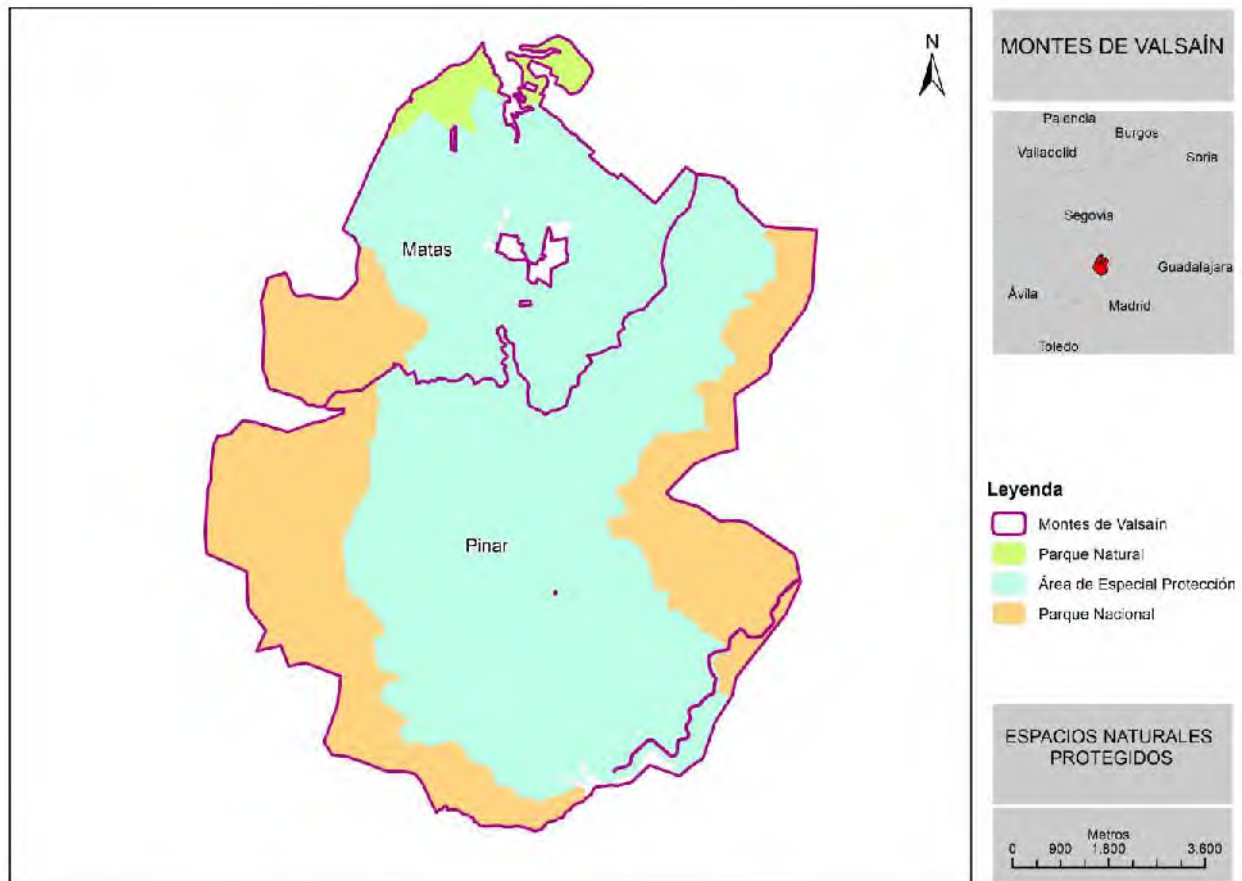 N
Matas
Pinar
MONTES DE VALSAÍN
Palencia
Burgos
Valladolid
Soria
Segovia
Guadalajara
Ávila
Madrid
Toledo
Leyenda
Montes de Valsaín
Parque Natural
Área de Especial Protección
Parque Nacional
ESPACIOS NATURALES
PROTEGIDOS
Metros
0 900 1.800 3.600